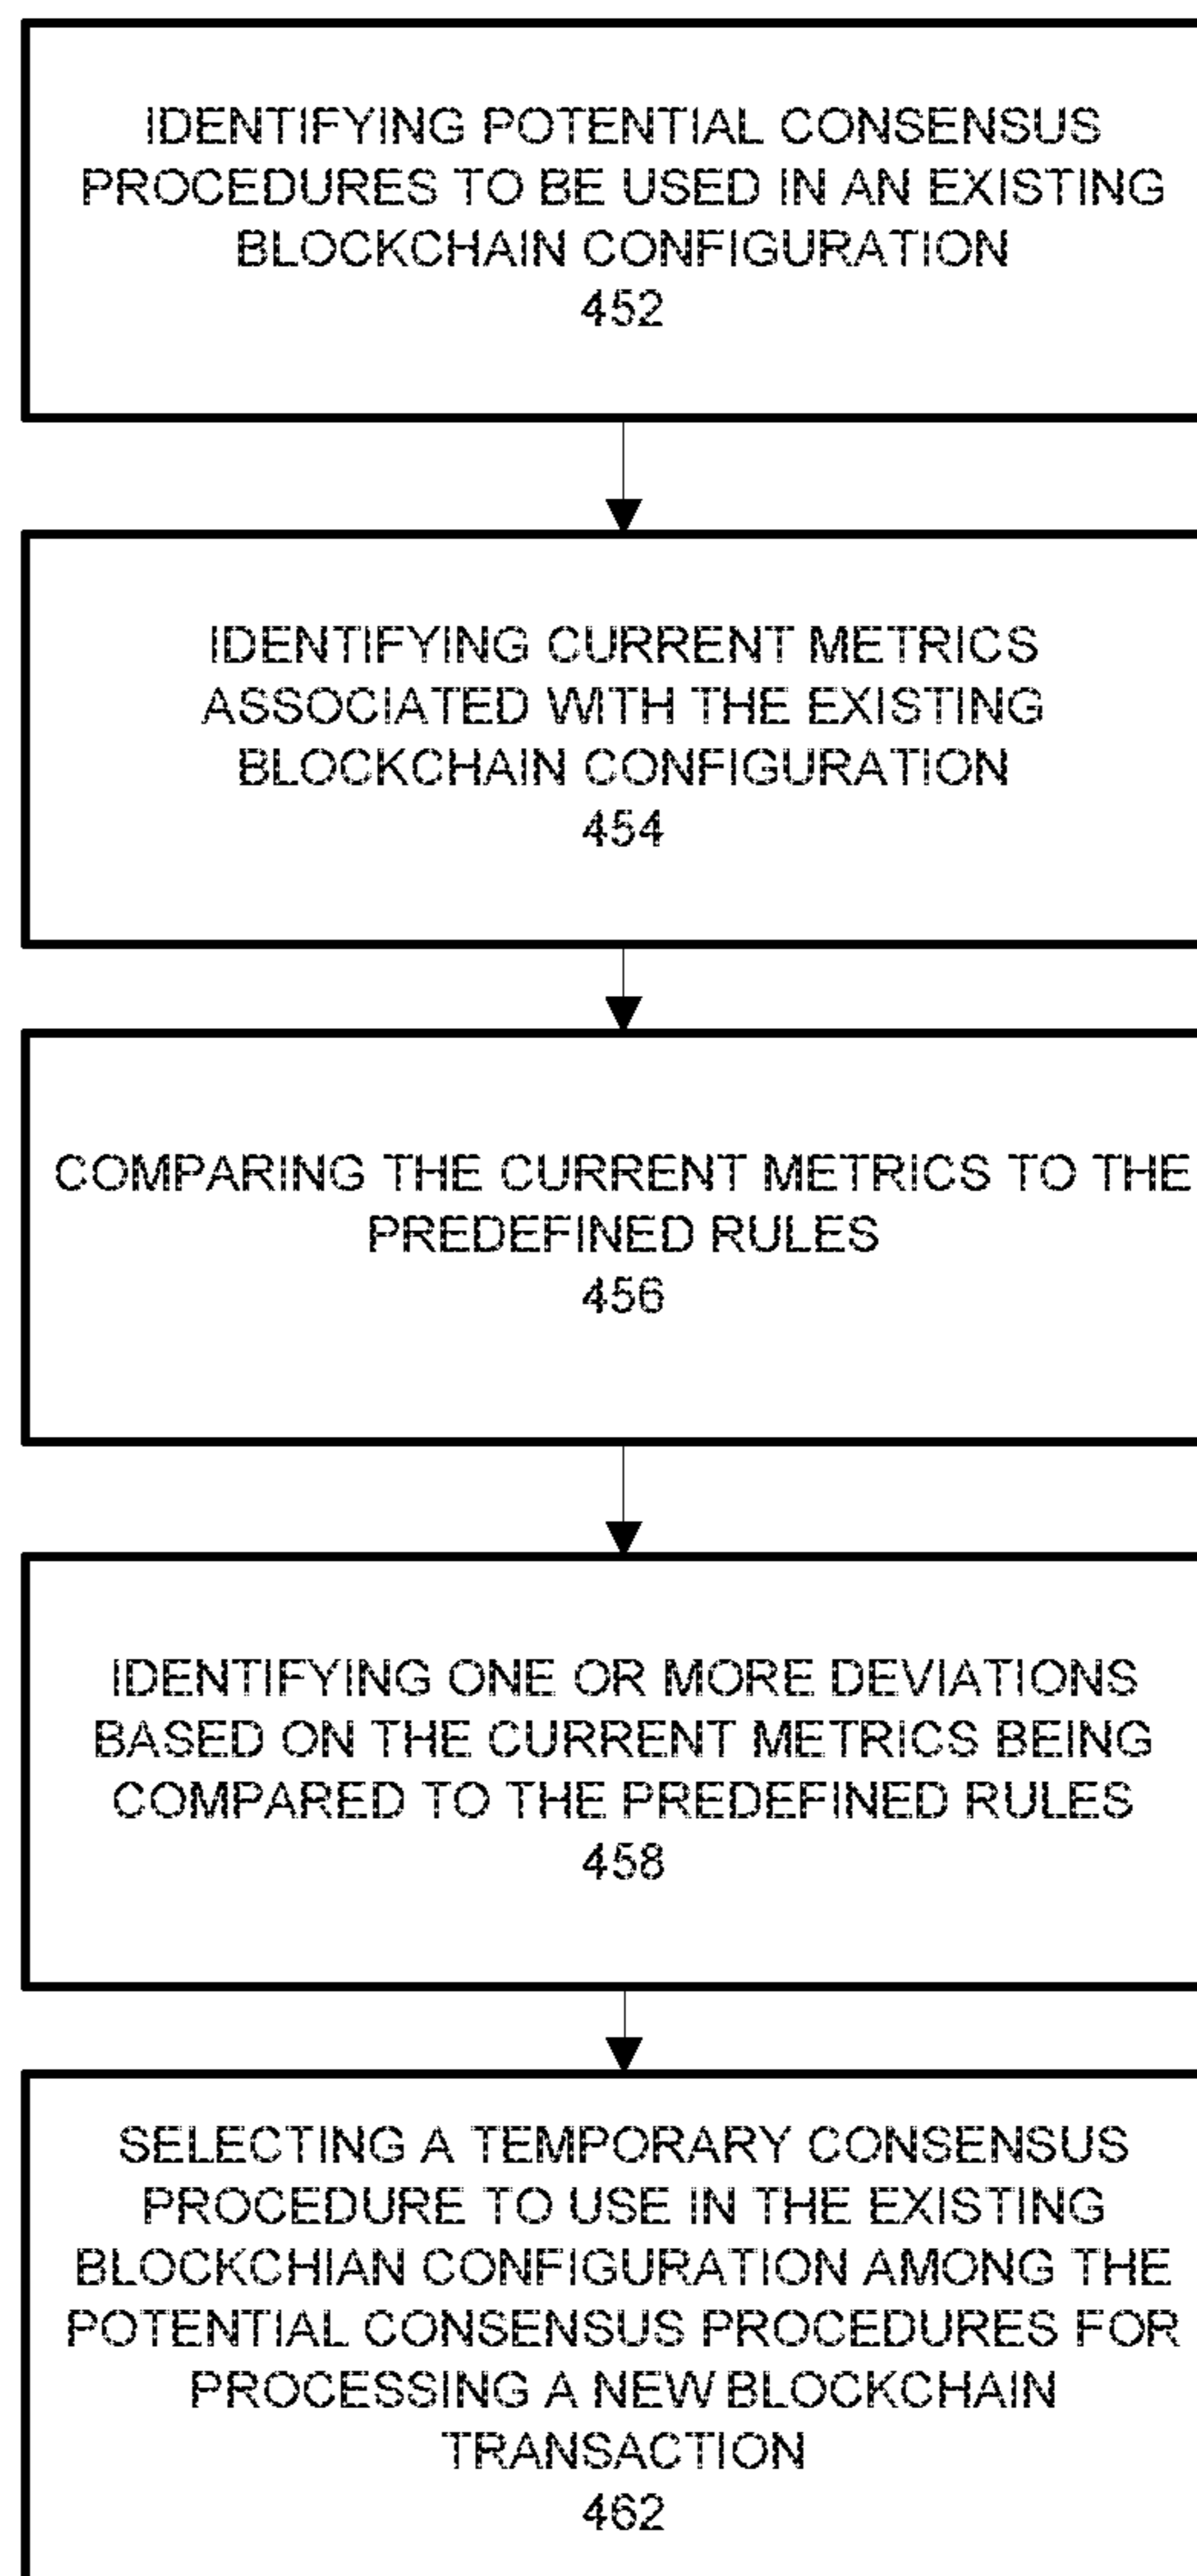 IDENTIFYING POTENTIAL CONSENSUS
PROCEDURES TO BE USED IN AN EXISTING
BLOCKCHAIN CONFIGURATION
452
IDENTIFYING CURRENT METRICS
ASSOCIATED WITH THE EXISTING
BLOCKCHAIN CONFIGURATION
454
COMPARING THE CURRENT METRICS TO THE
PREDEFINED RULES
456
IDENTIFYING ONE OR MORE DEVIATIONS
BASED ON THE CURRENT METRICS BEING
COMPARED TO THE PREDEFINED RULES
458
SELECTING A TEMPORARY CONSENSUS
PROCEDURE TO USE IN THE EXISTING
BLOCKCHIAN CONFIGURATION AMONG THE
POTENTIAL CONSENSUS PROCEDURES FOR
PROCESSING A NEW BLOCKCHAIN
TRANSACTION
462